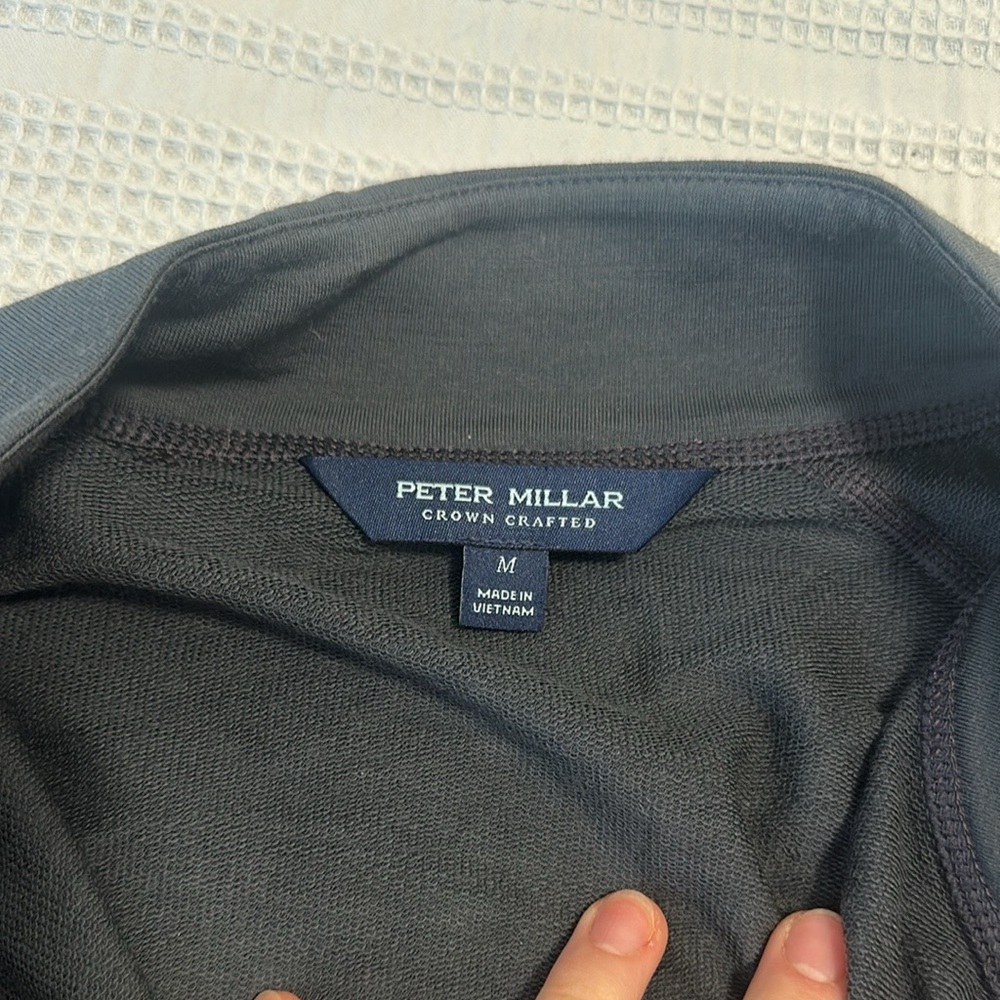 PETER MILLAR
CROWN CRAFTED
M
MADE IN
VIETNAM